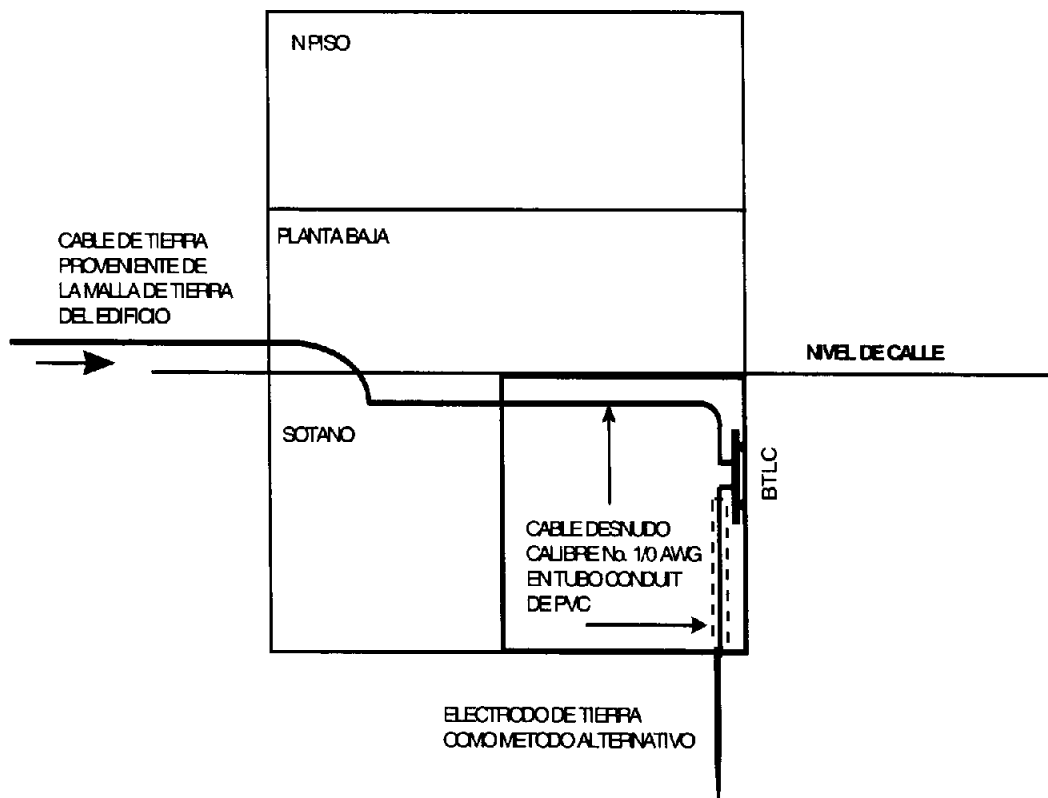 N PISO
PLANTA BAJA
CABLE DE TIERRA
PROVENIENTE DE
LA MALLA DE TIERRA
DEL EDIFICIO
NIVEL DE CALLE
SOTANO
BTLC
CABLE DESNUDO
CALIBRE No. 1/0 AWG
EN TUBO CONDUIT
DE PVC
ELECTRODO DE TIERRA
COMO METODO ALTERNATIVO